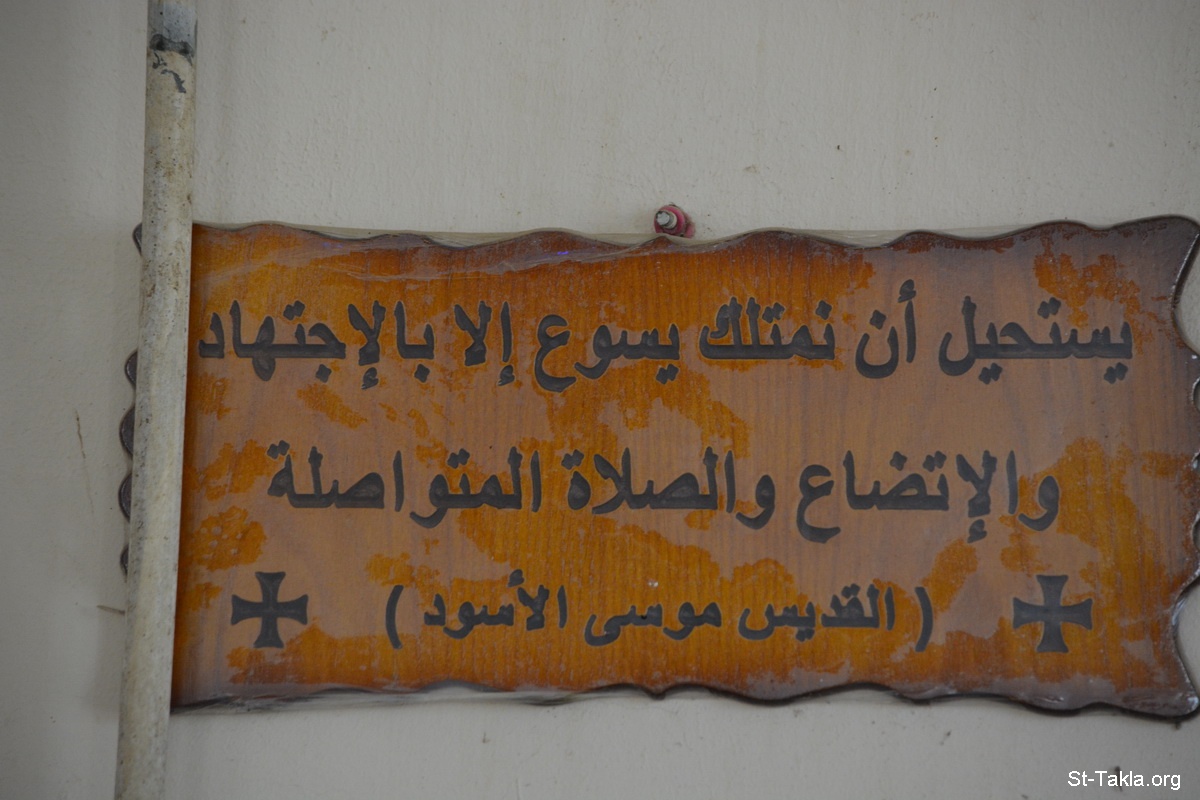 يستحيل أن نمتلك يسوع إلا بالإجتهاد
والإتضاع والصلاة المتواصلة
( القديس موسى الأسود )
St-Takla.org